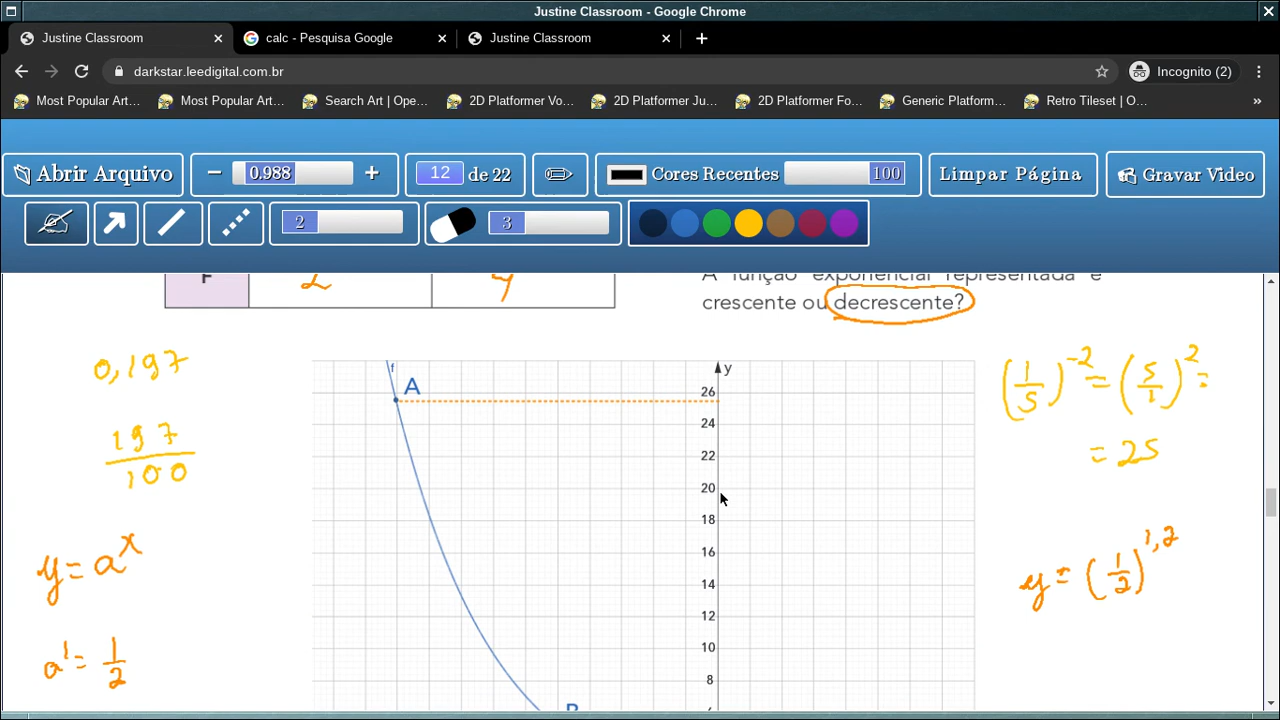 Justine Classroom - Google Chrome
Justine Classroom
calc - Pesquisa Google
Justine Classroom
darkstar.leedigital.com.br
Incognito (2)
Most Popular Art...
Most Popular Art...
Search Art | Ope...
2D Platformer Vo...
2D Platformer Ju...
2D Platformer Fo...
Generic Platform...
Retro Tileset | O...
Abrir Arquivo
− 0.988 +
12 de 22
Cores Recentes 100
Limpar Página
Gravar Video
2
3
F 2 4
A função exponencial representada é
crescente ou decrescente?
0,197
197
100
y = a^x
a^1 = 1/2
f
A
y
26
24
22
20
18
16
14
12
10
8
B
(1/5)^-2 = (5/1)^2 =
= 25
y = (1/2)^1,2